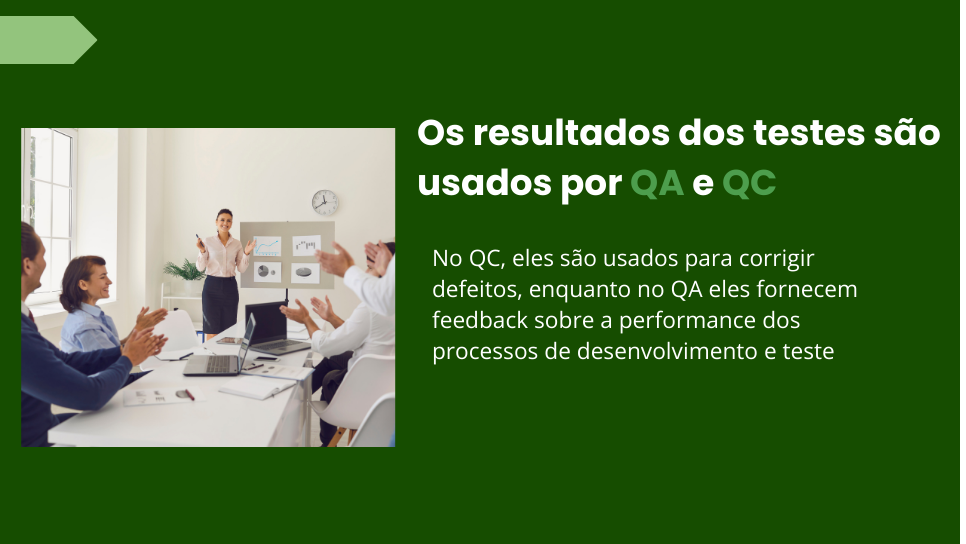 Os resultados dos testes são
usados por QA e QC
No QC, eles são usados para corrigir
defeitos, enquanto no QA eles fornecem
feedback sobre a performance dos
processos de desenvolvimento e teste